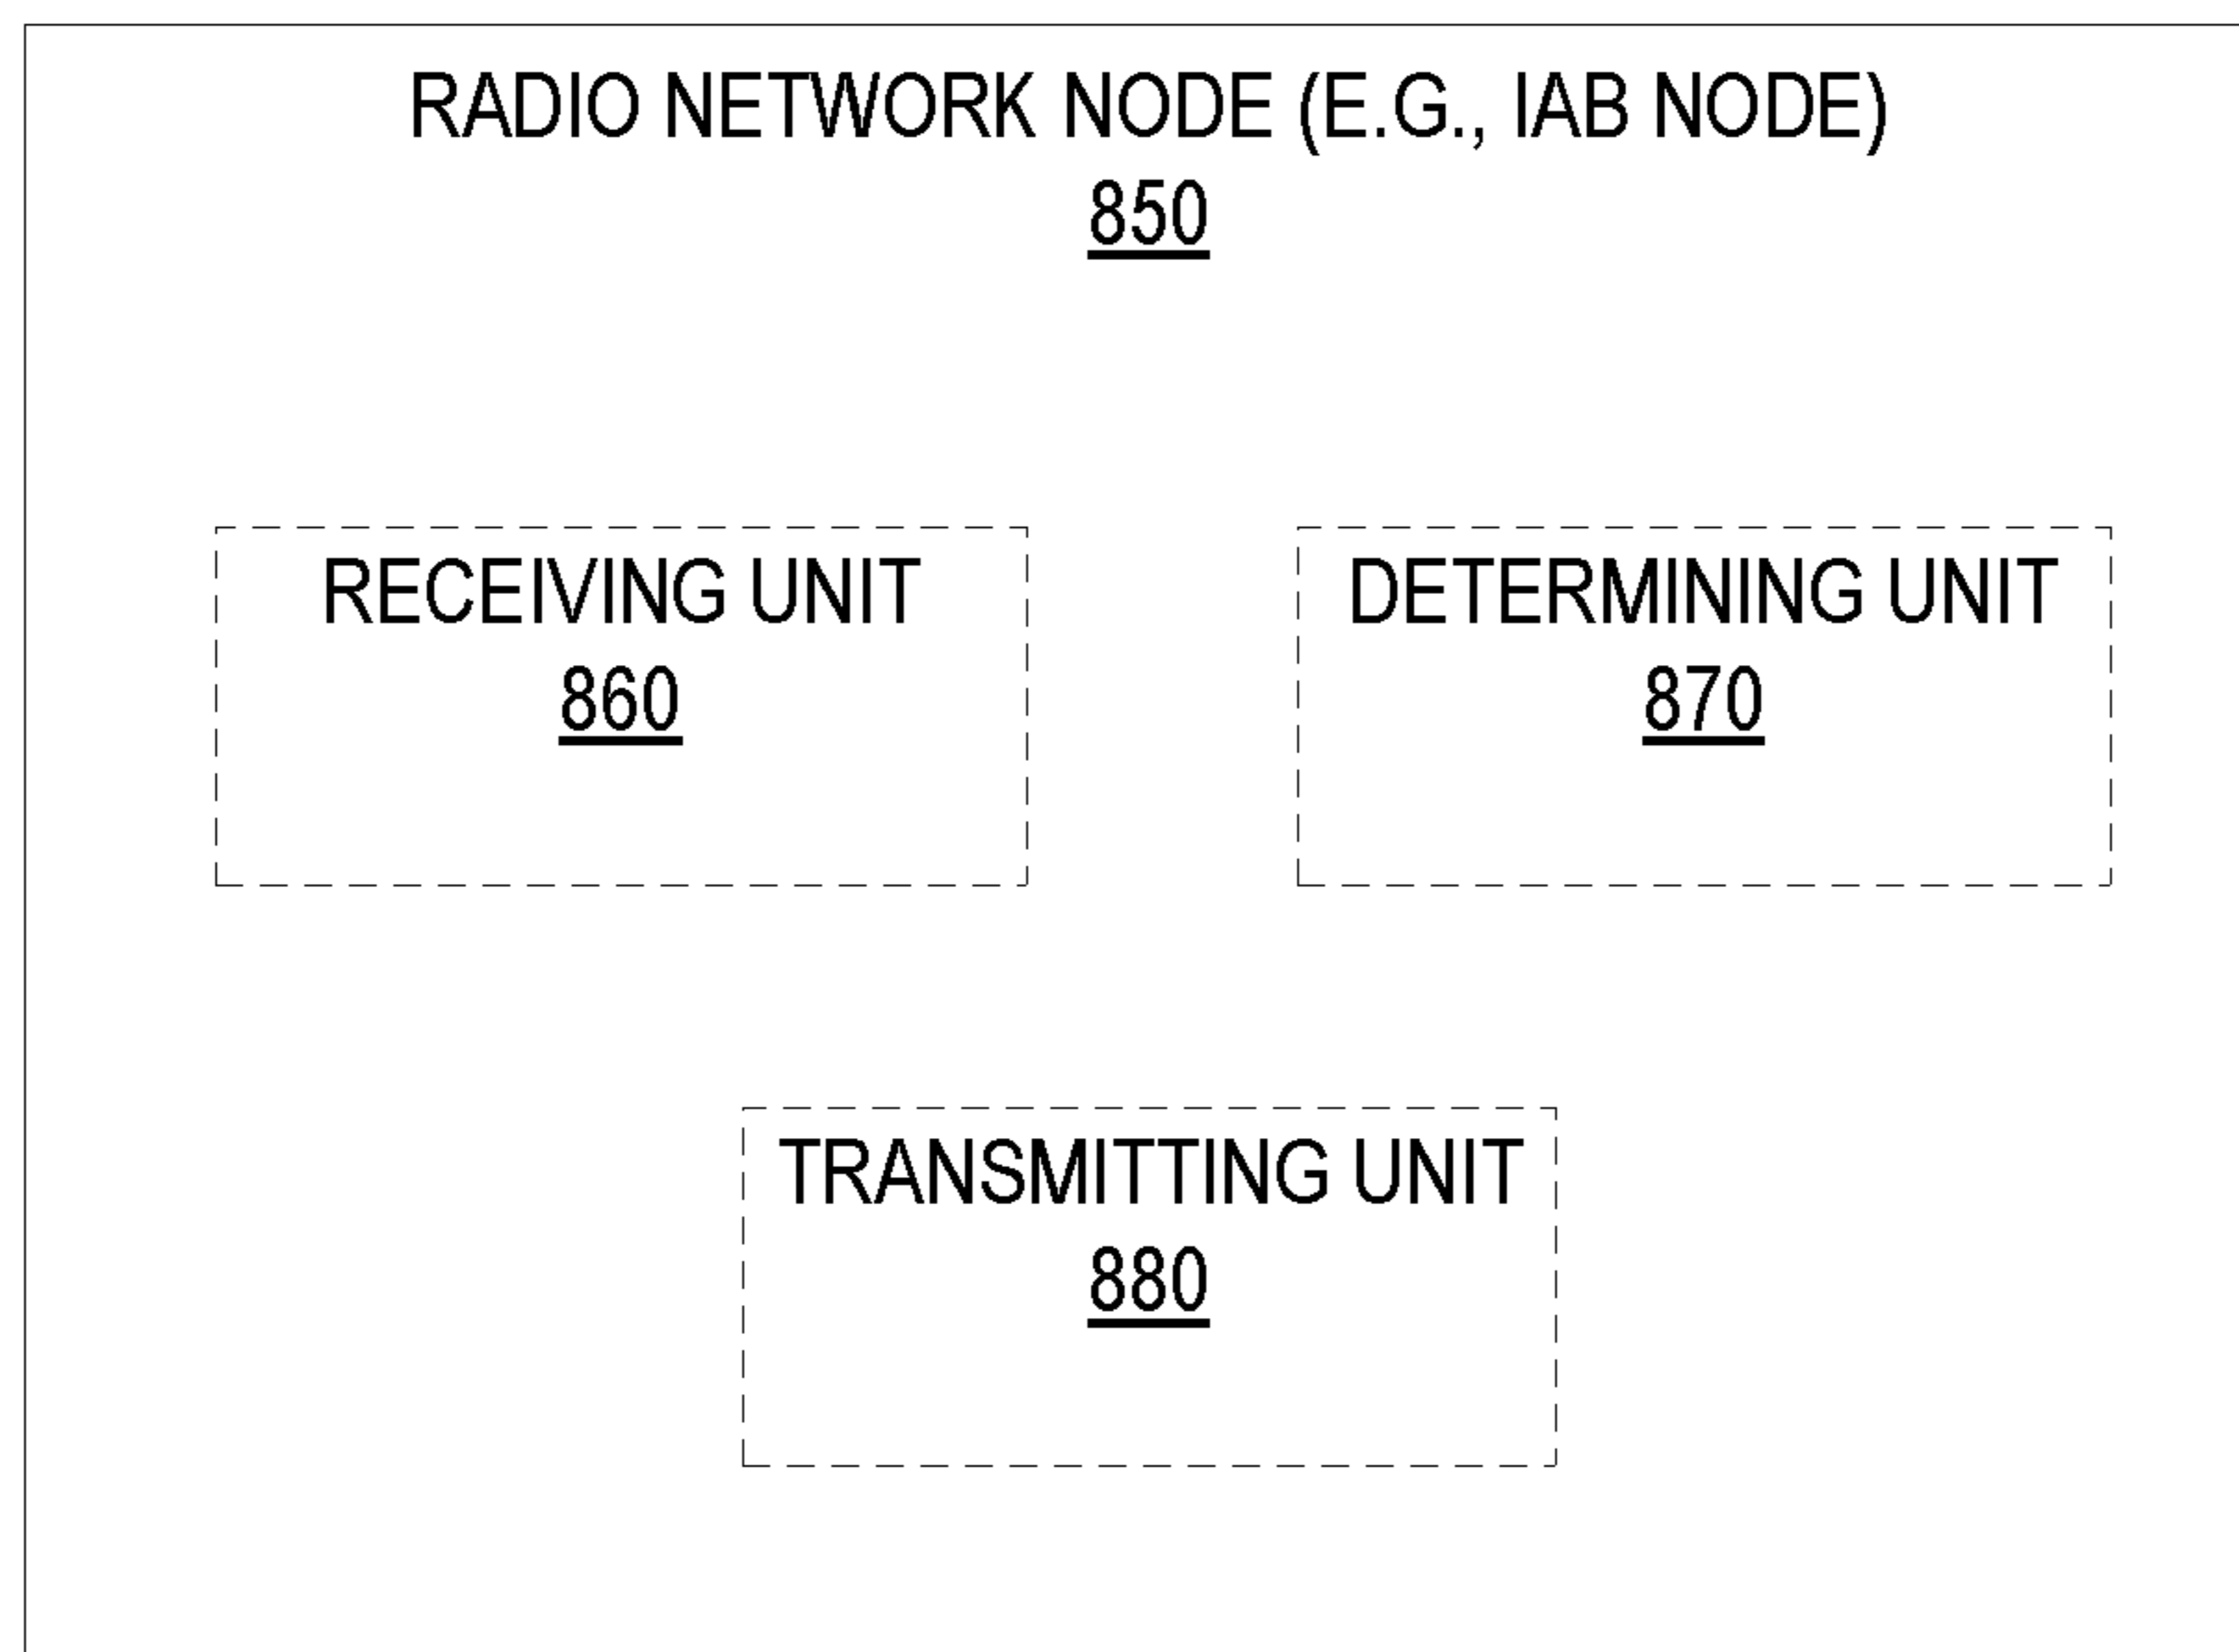 RADIO NETWORK NODE (E.G., IAB NODE)
850
RECEIVING UNIT
860
DETERMINING UNIT
870
TRANSMITTING UNIT
880